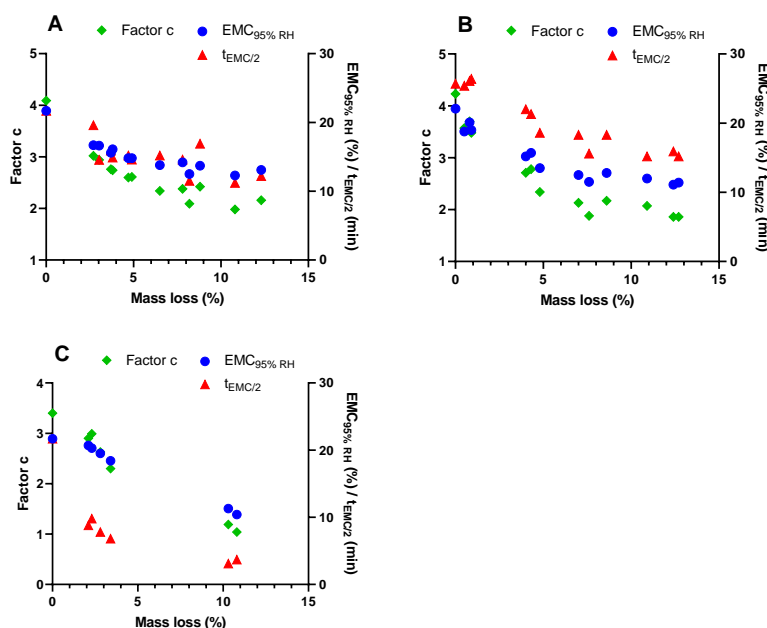 A
Factor c
EMC95% RH
tEMC/2
5
4
3
2
1
Factor c
30
20
10
0
EMC95% RH (%) / tEMC/2 (min)
0
5
10
15
Mass loss (%)
B
Factor c
EMC95% RH
tEMC/2
5
4
3
2
1
Factor c
30
20
10
0
EMC95% RH (%) / tEMC/2 (min)
0
5
10
15
Mass loss (%)
C
Factor c
EMC95% RH
tEMC/2
4
3
2
1
0
Factor c
30
20
10
0
EMC95% RH (%) / tEMC/2 (min)
0
5
10
15
Mass loss (%)